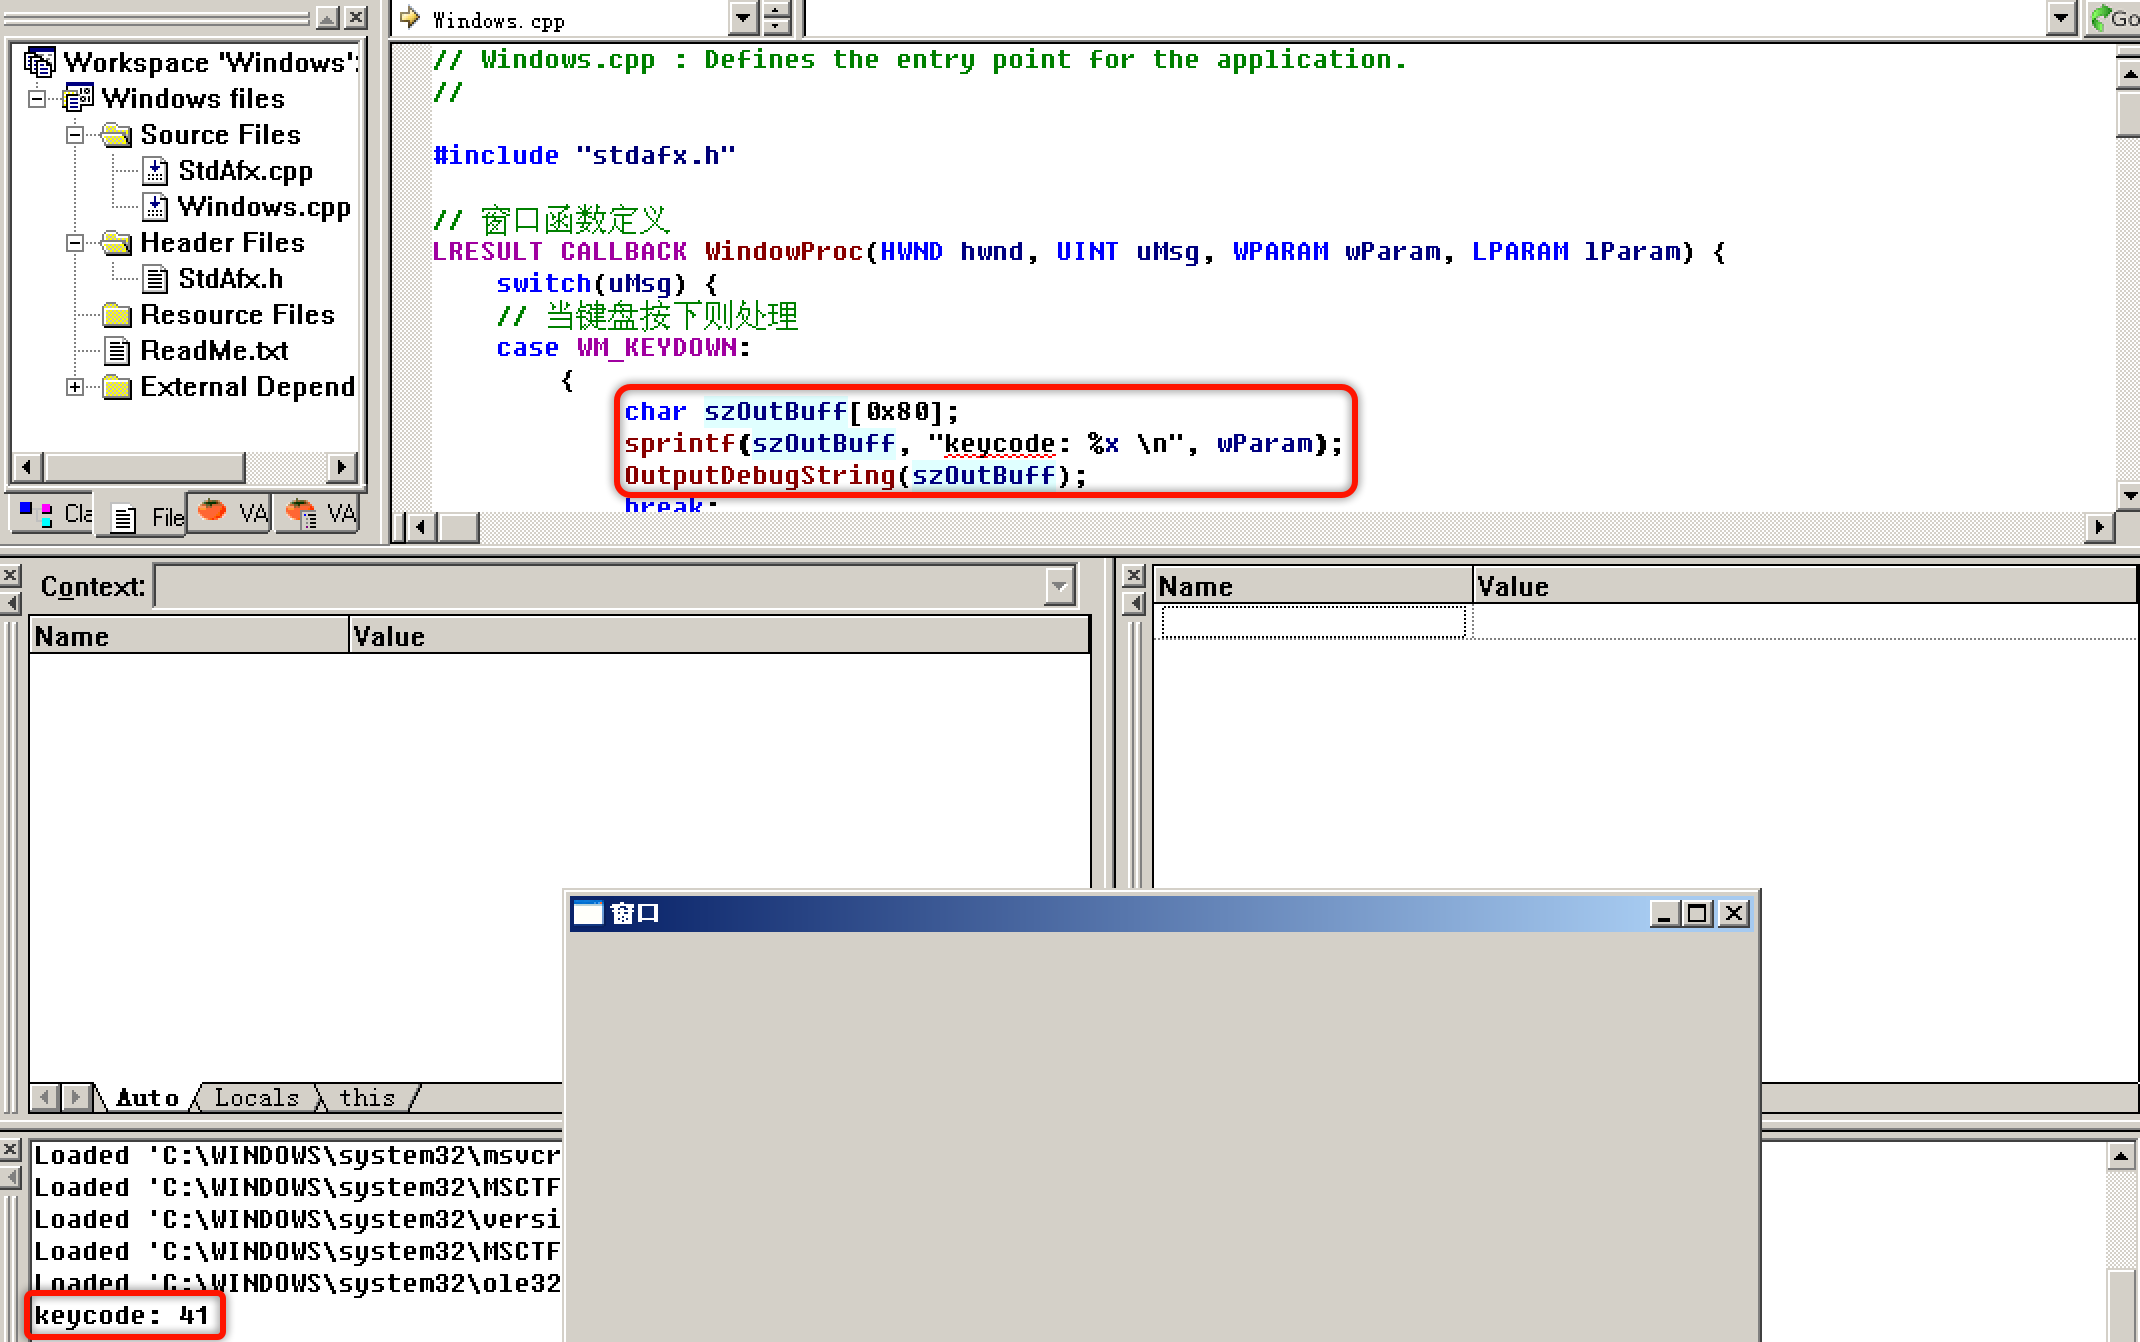 Windows.cpp
Go
Workspace 'Windows':
Windows files
Source Files
StdAfx.cpp
Windows.cpp
Header Files
StdAfx.h
Resource Files
ReadMe.txt
External Depend
Cla
File
VA
VA
// Windows.cpp : Defines the entry point for the application.
//
#include "stdafx.h"
// 窗口函数定义
LRESULT CALLBACK WindowProc(HWND hwnd, UINT uMsg, WPARAM wParam, LPARAM lParam) {
switch(uMsg) {
// 当键盘按下则处理
case WM_KEYDOWN:
{
char szOutBuff[0x80];
sprintf(szOutBuff, "keycode: %x \n", wParam);
OutputDebugString(szOutBuff);
break;
Context:
Name Value
Name Value
窗口
Auto Locals this
Loaded 'C:\WINDOWS\system32\msvcr
Loaded 'C:\WINDOWS\system32\MSCTF
Loaded 'C:\WINDOWS\system32\versi
Loaded 'C:\WINDOWS\system32\MSCTF
Loaded 'C:\WINDOWS\system32\ole32
keycode: 41